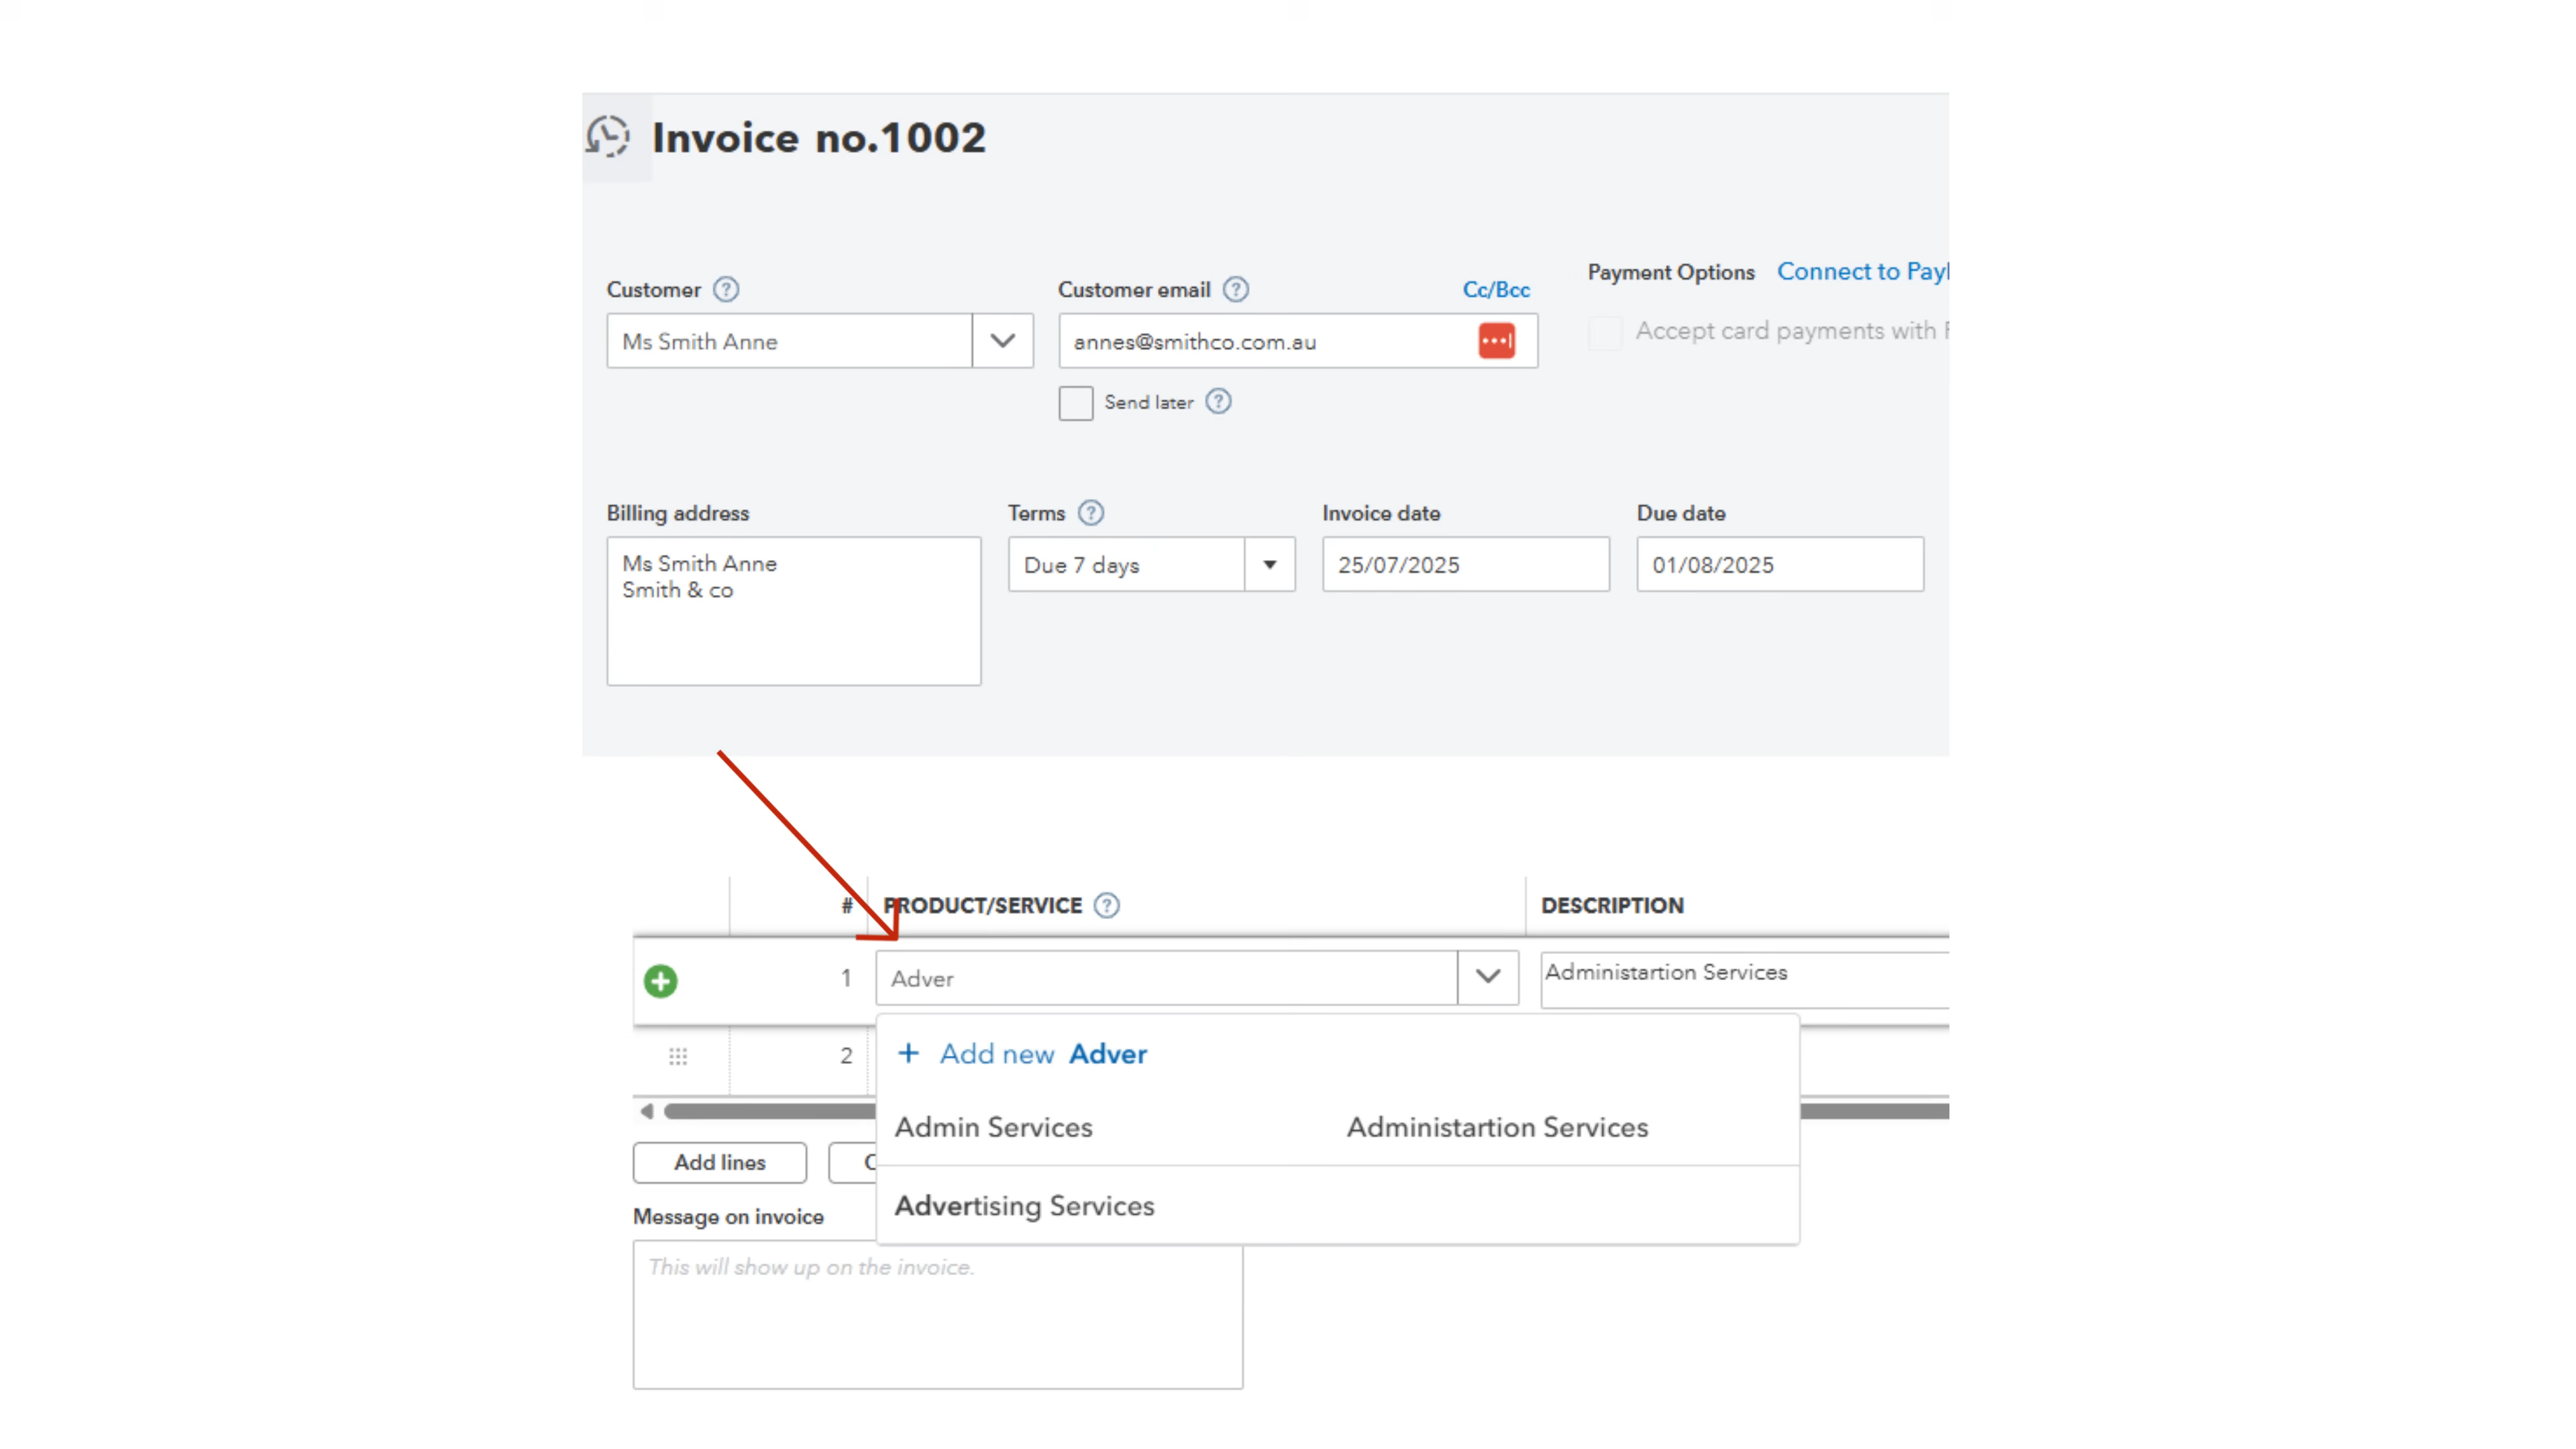 Invoice no.1002
Payment Options Connect to Pay
Customer ? Customer email ? Cc/Bcc
Accept card payments with
Ms Smith Anne annes@smithco.com.au
Send later ?
Billing address Terms ? Invoice date Due date
Ms Smith Anne Due 7 days 25/07/2025 01/08/2025
Smith & co
# PRODUCT/SERVICE ? DESCRIPTION
1 Adver Administartion Services
2 + Add new Adver
Admin Services Administartion Services
Add lines
Advertising Services
Message on invoice
This will show up on the invoice.